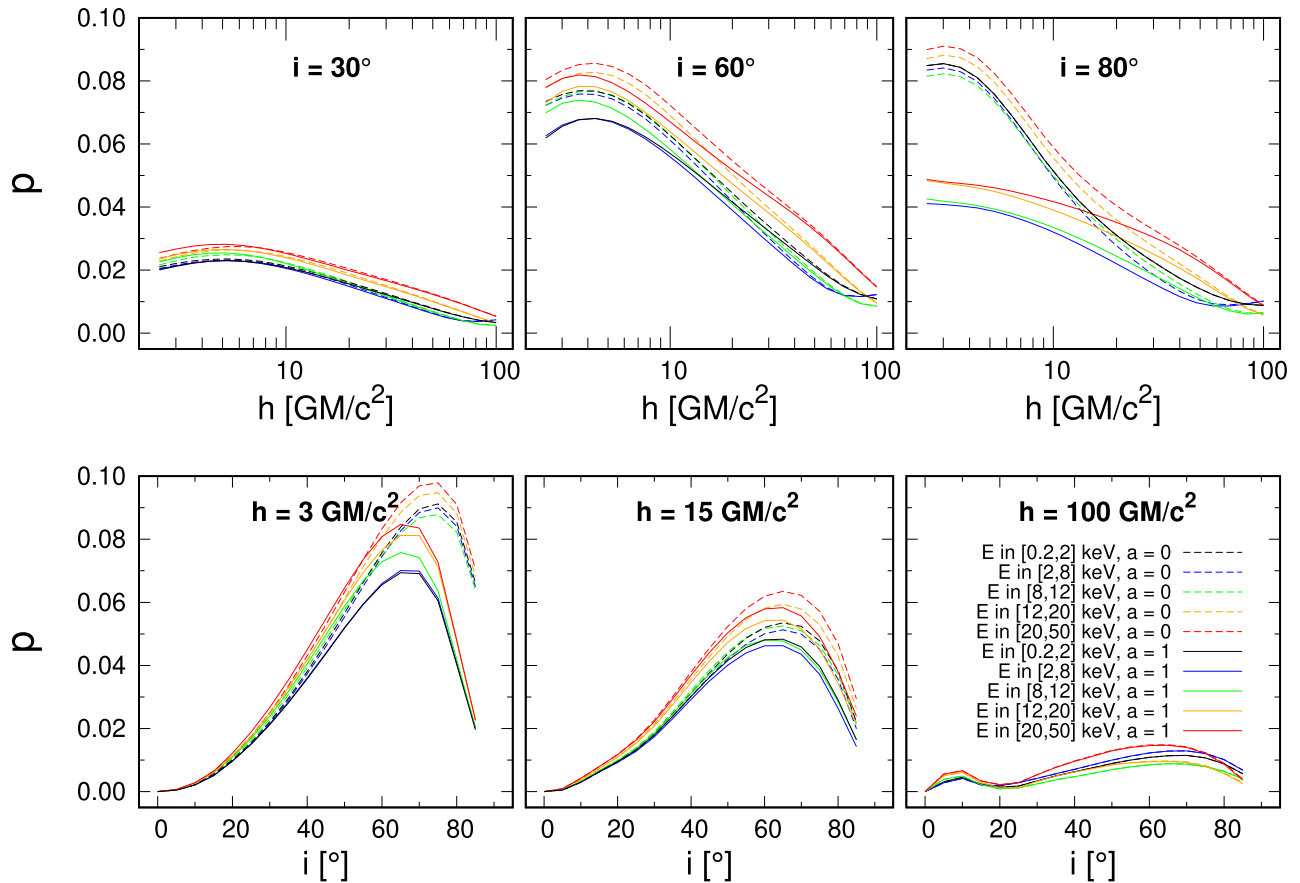 0.10
0.08
0.06
0.04
0.02
0.00
p
i = 30°
i = 60°
i = 80°
10
100
10
100
10
100
h [GM/c²]
h [GM/c²]
h [GM/c²]
0.10
0.08
0.06
0.04
0.02
0.00
p
h = 3 GM/c²
h = 15 GM/c²
h = 100 GM/c²
E in [0.2,2] keV, a = 0
E in [2,8] keV, a = 0
E in [8,12] keV, a = 0
E in [12,20] keV, a = 0
E in [20,50] keV, a = 0
E in [0.2,2] keV, a = 1
E in [2,8] keV, a = 1
E in [8,12] keV, a = 1
E in [12,20] keV, a = 1
E in [20,50] keV, a = 1
0 20 40 60 80
0 20 40 60 80
0 20 40 60 80
i [°]
i [°]
i [°]